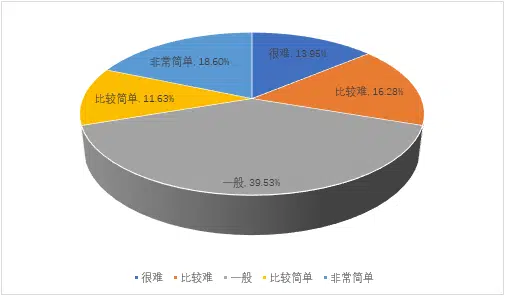 很难, 13.95%
非常简单, 18.60%
比较难, 16.28%
比较简单, 11.63%
一般, 39.53%
很难 比较难 一般 比较简单 非常简单